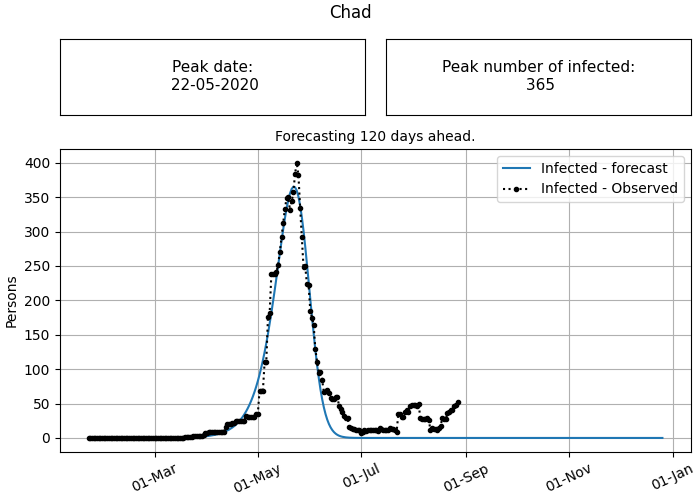 Chad
Peak date:
22-05-2020
Peak number of infected:
365
Forecasting 120 days ahead.
Infected - forecast
Infected - Observed
Persons
400
350
300
250
200
150
100
50
0
01-Mar
01-May
01-Jul
01-Sep
01-Nov
01-Jan